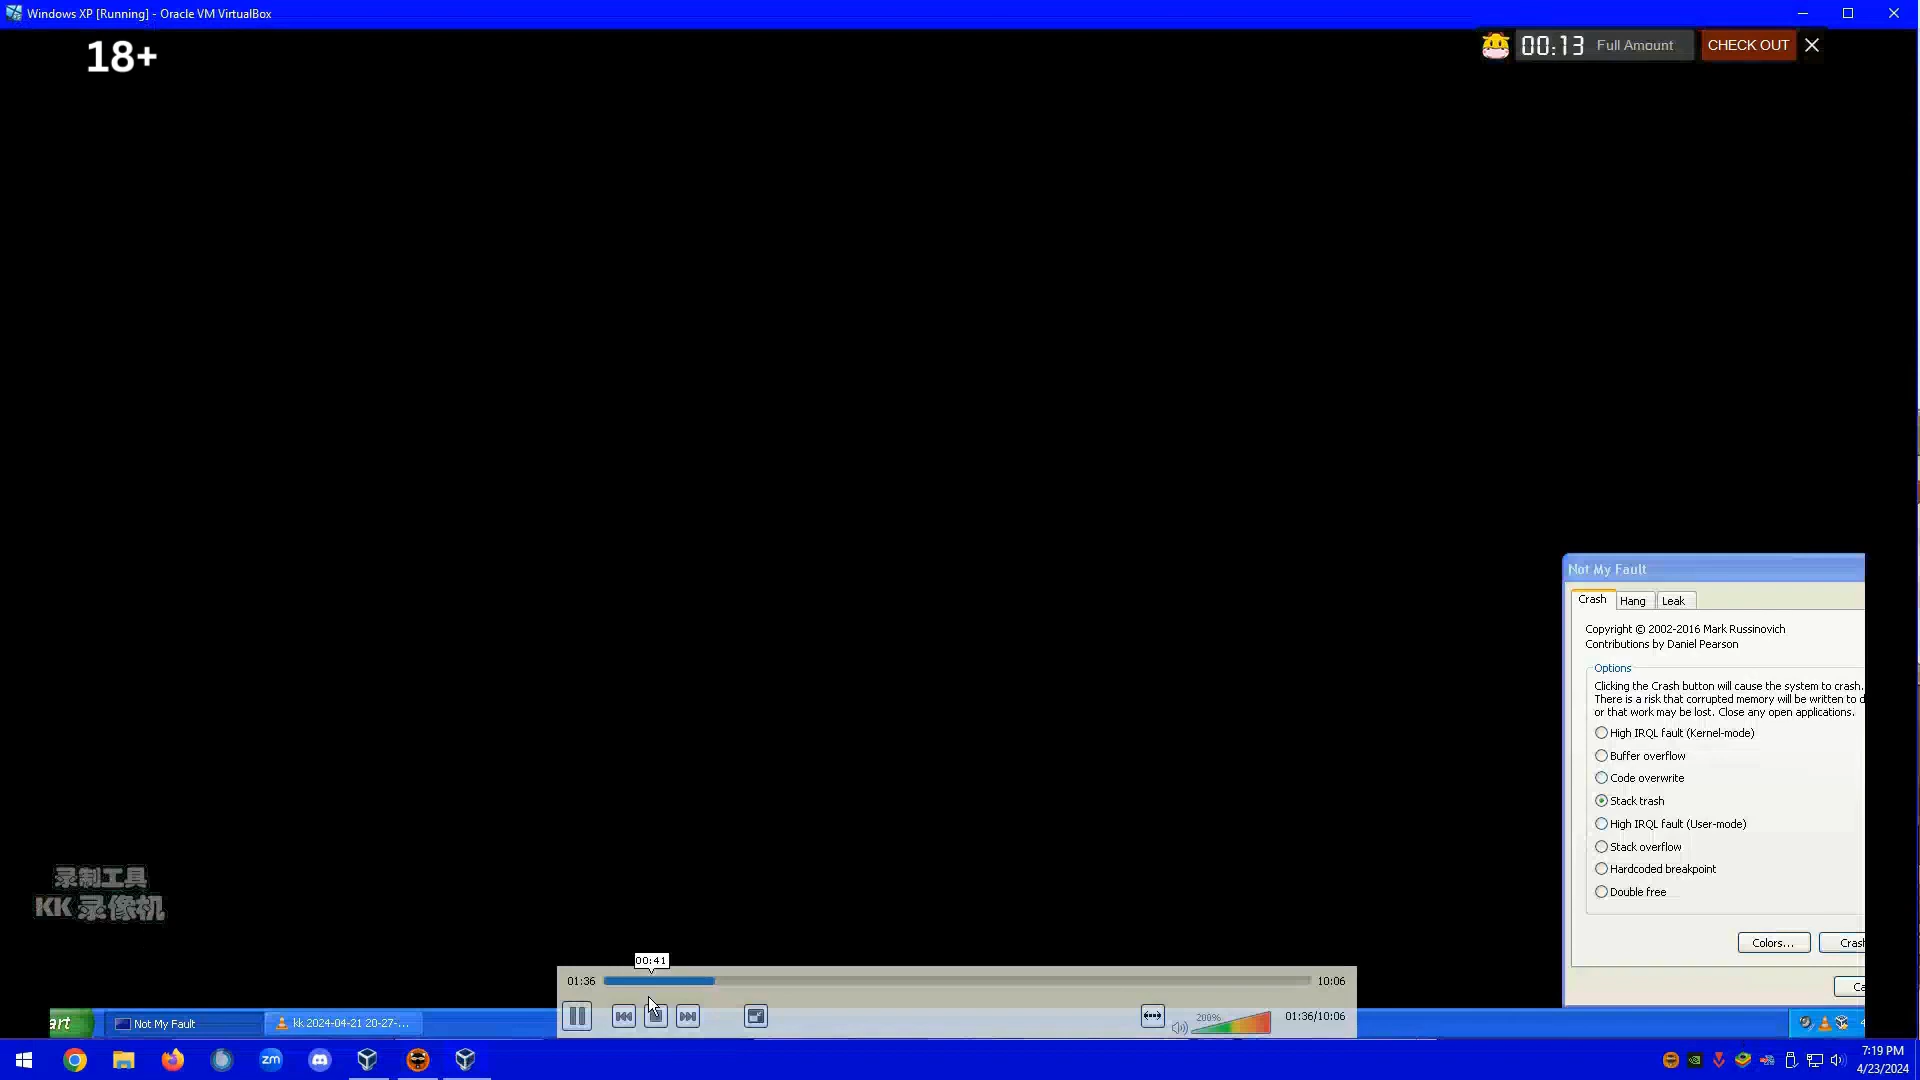 Windows XP [Running] - Oracle VM VirtualBox
18+
00:13 Full Amount CHECK OUT
Not My Fault
Crash Hang Leak
Copyright © 2002-2016 Mark Russinovich
Contributions by Daniel Pearson
Options
Clicking the Crash button will cause the system to crash.
There is a risk that corrupted memory will be written to d
or that work may be lost. Close any open applications.
High IRQL fault (Kernel-mode)
Buffer overflow
Code overwrite
Stack trash
High IRQL fault (User-mode)
Stack overflow
Hardcoded breakpoint
Double free
录制工具
KK 录像机
Colors... Crash
Ca
00:41
01:36 10:06
200% 01:36/10:06
art Not My Fault kk 2024-04-21 20-27-... 4
zm
7:19 PM
4/23/2024